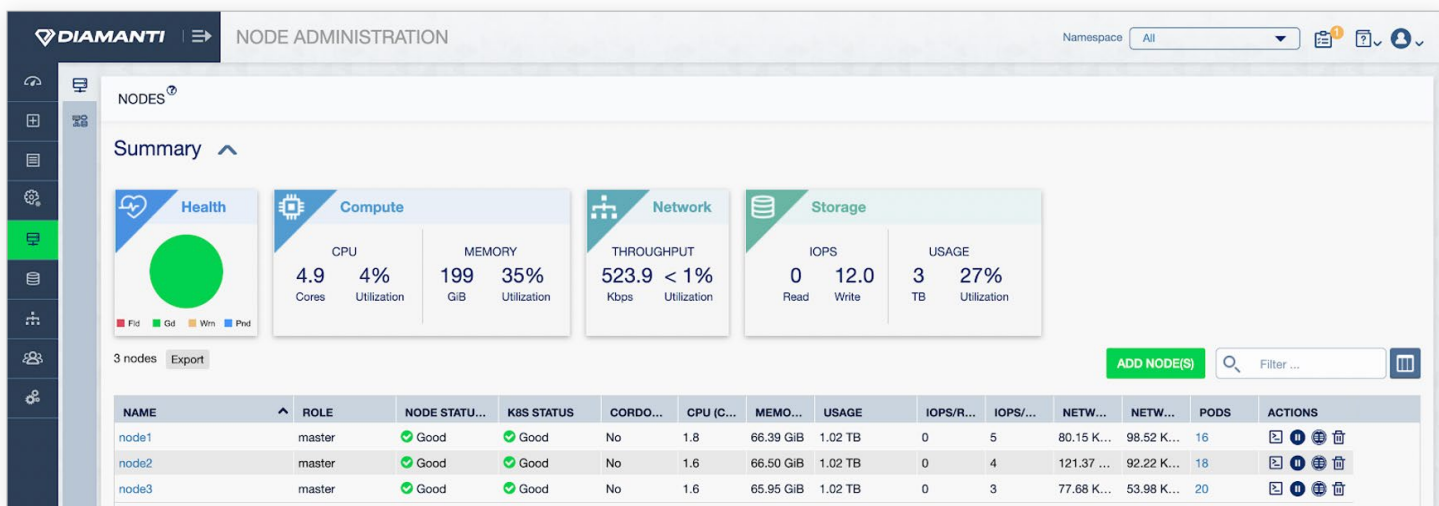 DIAMANTI NODE ADMINISTRATION Namespace All 1
NODES
Summary
Health Compute Network Storage
CPU MEMORY THROUGHPUT IOPS USAGE
4.9 4% 199 35% 523.9 < 1% 0 12.0 3 27%
Cores Utilization GiB Utilization Kbps Utilization Read Write TB Utilization
Fld Gd Wrn Pnd
3 nodes Export ADD NODE(S) Filter ...
NAME ROLE NODE STATU... K8S STATUS CORDO... CPU (C... MEMO... USAGE IOPS/R... IOPS/... NETW... NETW... PODS ACTIONS
node1 master Good Good No 1.8 66.39 GiB 1.02 TB 0 5 80.15 K... 98.52 K... 16
node2 master Good Good No 1.6 66.50 GiB 1.02 TB 0 4 121.37 ... 92.22 K... 18
node3 master Good Good No 1.6 65.95 GiB 1.02 TB 0 3 77.68 K... 53.98 K... 20